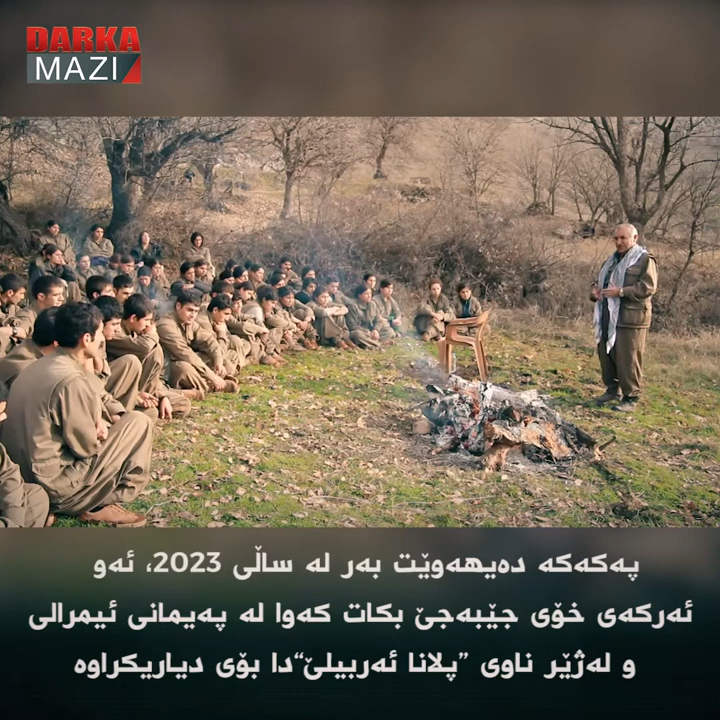 DARKA
MAZI
پەکەکە دەیهەوێت بەر لە ساڵی 2023، ئەو
ئەرکەی خۆی جێبەجێ بکات کەوا لە پەیمانی ئیمرالی
و لەژێر ناوی ”پلانا ئەربیلێ“دا بۆی دیاریکراوە